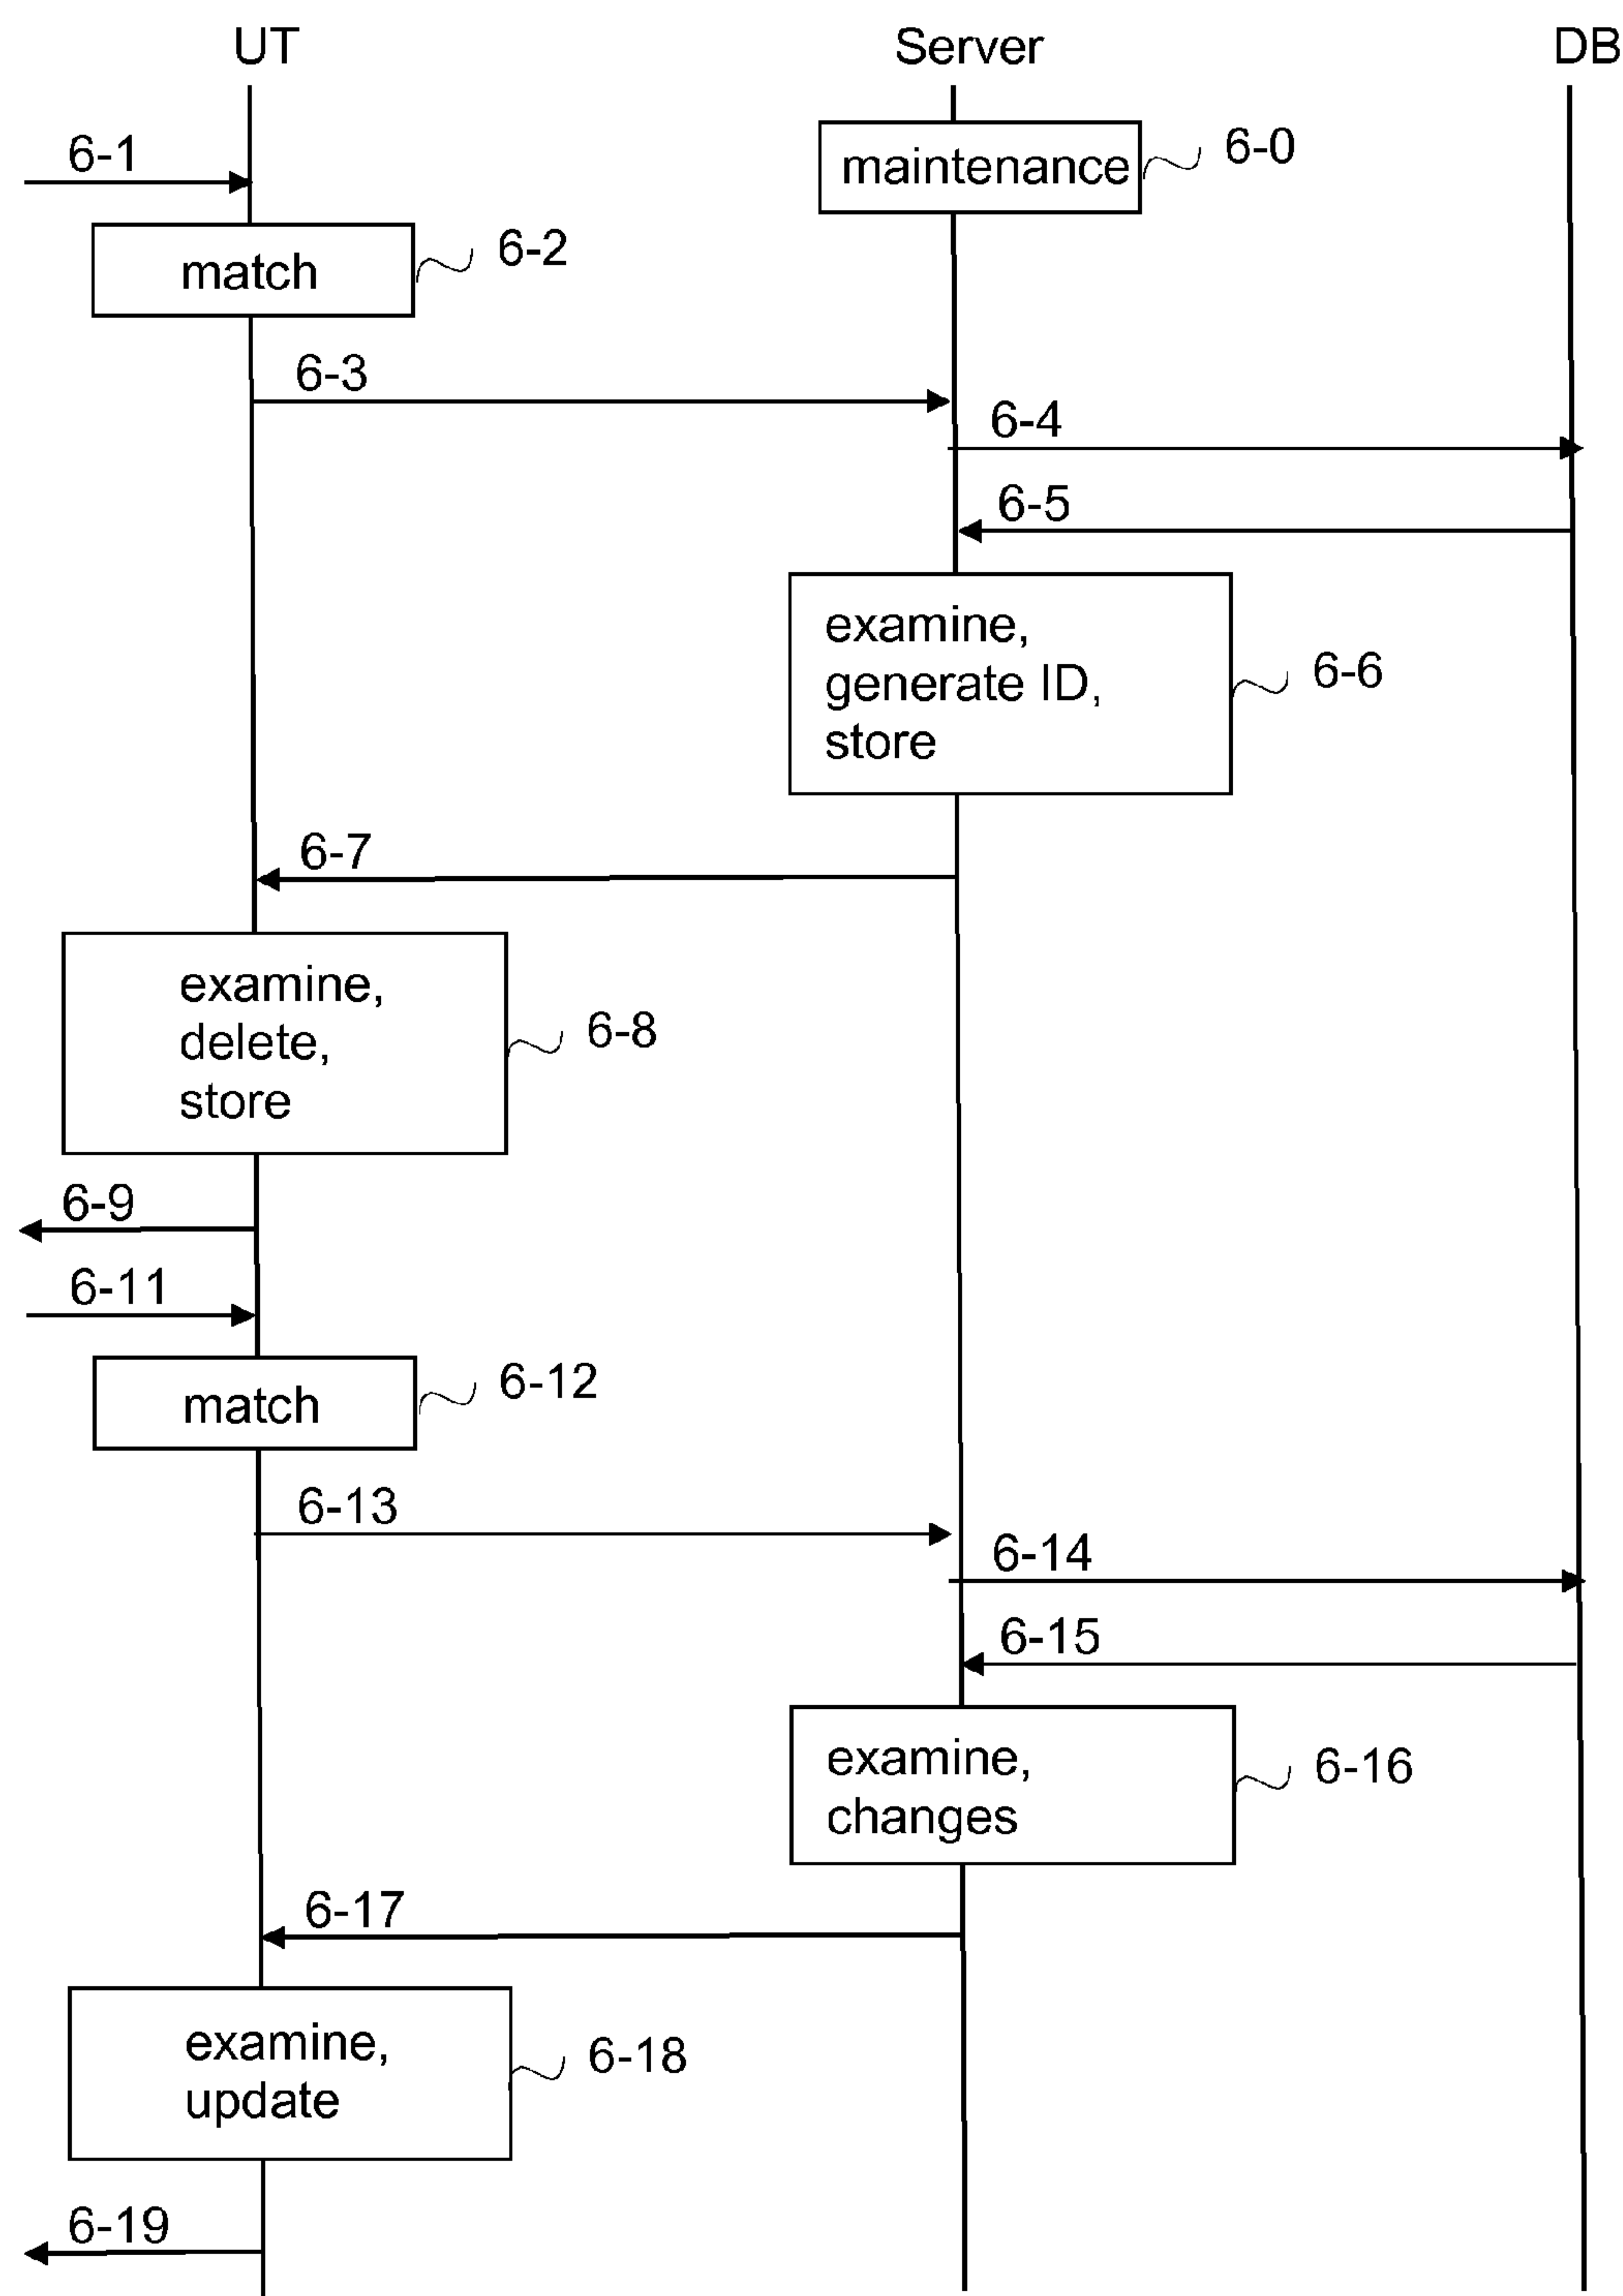 UT
Server
DB
6-1
maintenance
6-0
match
6-2
6-3
6-4
6-5
examine,
generate ID,
store
6-6
6-7
examine,
delete,
store
6-8
6-9
6-11
match
6-12
6-13
6-14
6-15
examine,
changes
6-16
6-17
examine,
update
6-18
6-19